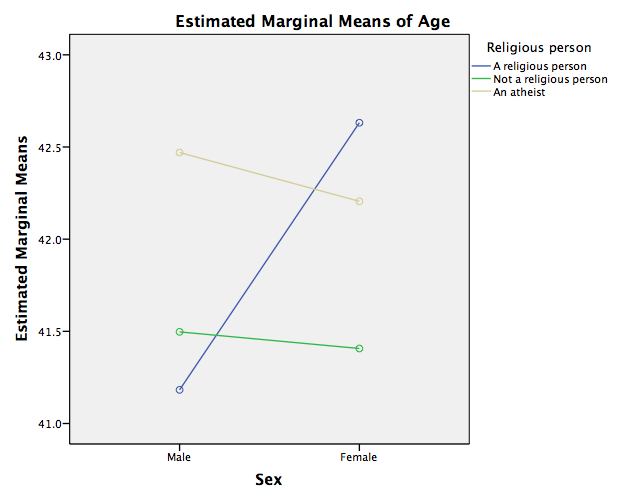 Estimated Marginal Means of Age
Estimated Marginal Means
43.0
42.5
42.0
41.5
41.0
Male
Female
Sex
Religious person
A religious person
Not a religious person
An atheist